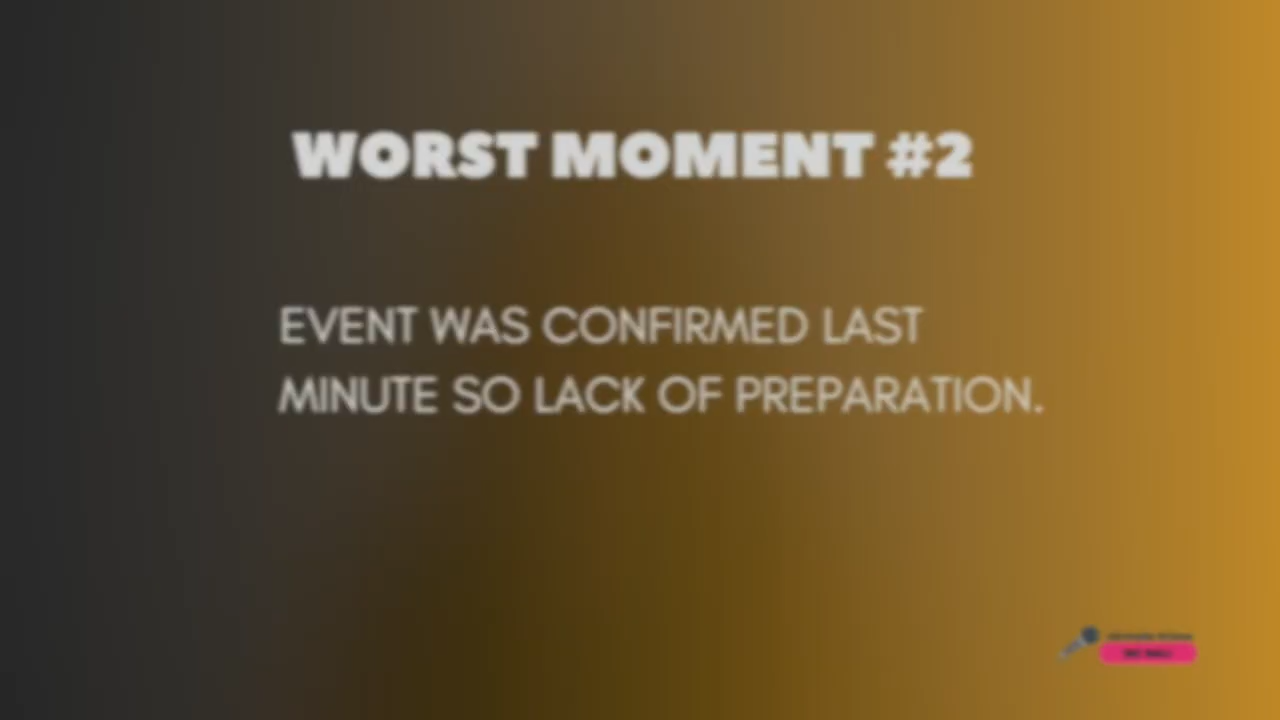 WORST MOMENT #2
EVENT WAS CONFIRMED LAST
MINUTE SO LACK OF PREPARATION.